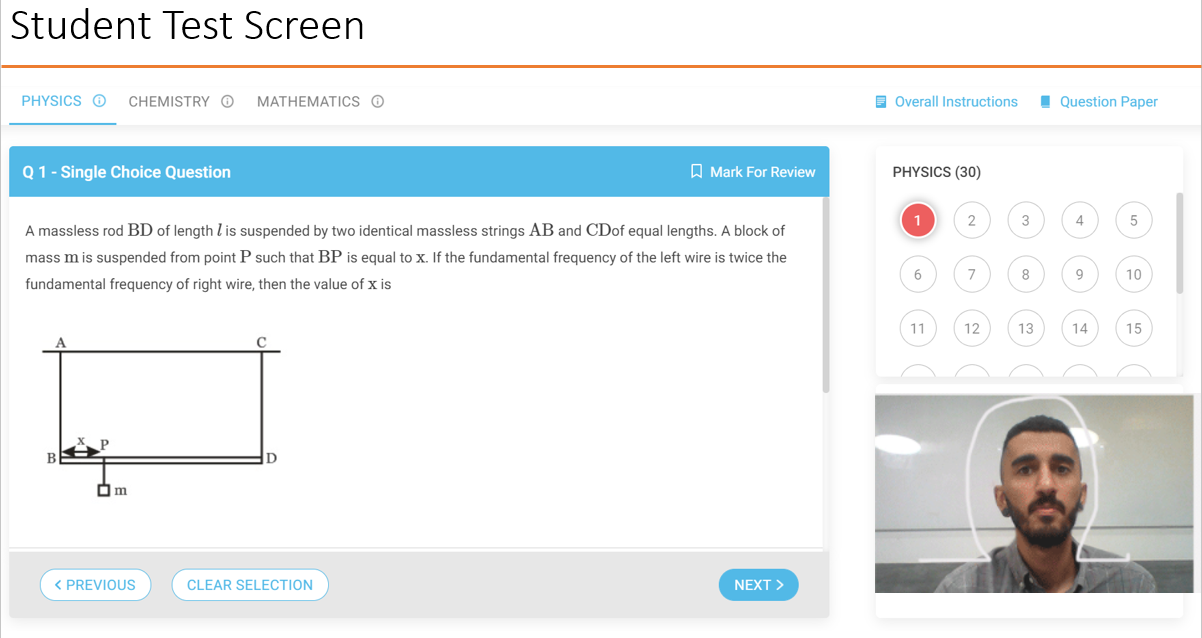 Student Test Screen
PHYSICS CHEMISTRY MATHEMATICS Overall Instructions Question Paper
Q 1 - Single Choice Question Mark For Review
A massless rod BD of length l is suspended by two identical massless strings AB and CDof equal lengths. A block of
mass m is suspended from point P such that BP is equal to x. If the fundamental frequency of the left wire is twice the
fundamental frequency of right wire, then the value of x is
A C
x P
B D
m
< PREVIOUS CLEAR SELECTION NEXT >
PHYSICS (30)
1 2 3 4 5
6 7 8 9 10
11 12 13 14 15